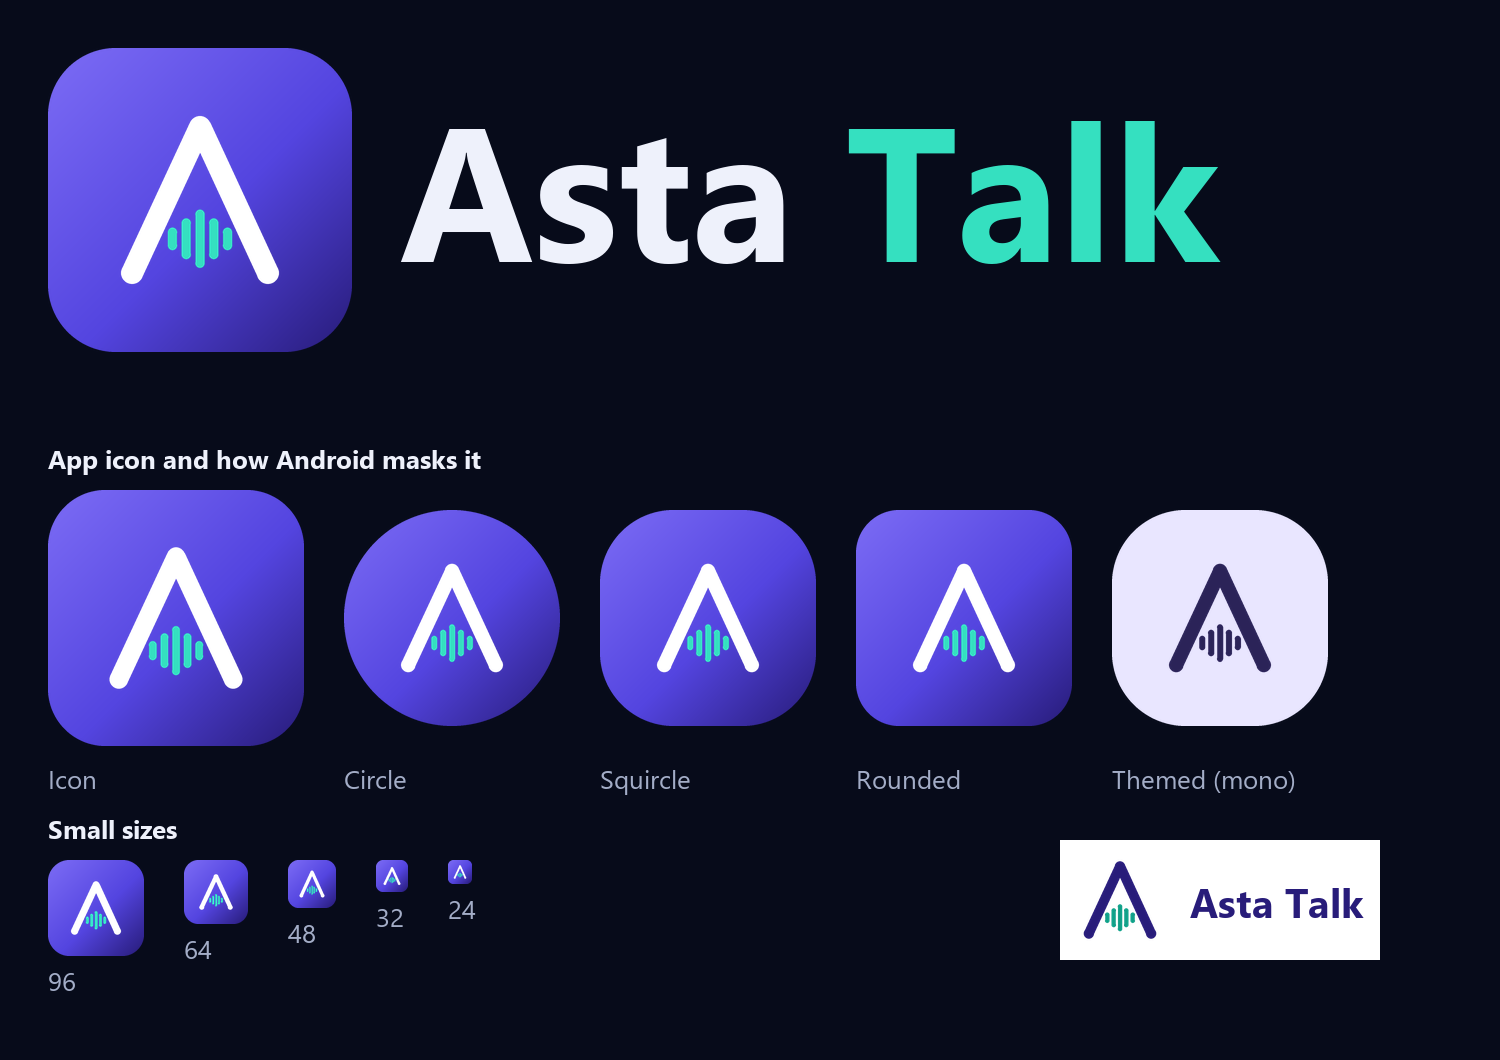 Asta Talk
App icon and how Android masks it
Icon
Circle
Squircle
Rounded
Themed (mono)
Small sizes
96
64
48
32
24
Asta Talk